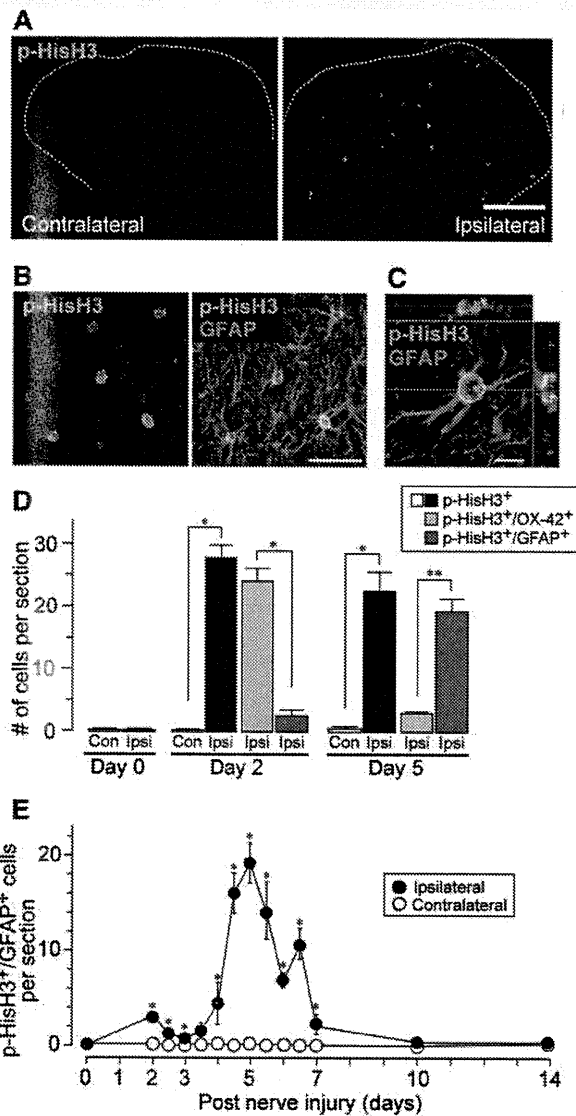 A
p-HisH3
Contralateral
Ipsilateral
B
p-HisH3
p-HisH3
GFAP
C
p-HisH3
GFAP
D
p-HisH3+
p-HisH3+/OX-42+
p-HisH3+/GFAP+
# of cells per section
30
20
10
0
* * * **
Con Ipsi Con Ipsi Ipsi Ipsi Con Ipsi Ipsi Ipsi
Day 0 Day 2 Day 5
E
p-HisH3+/GFAP+ cells
per section
20
10
0
Ipsilateral
Contralateral
* * * * * * * * * * *
0 1 2 3 5 7 10 14
Post nerve injury (days)